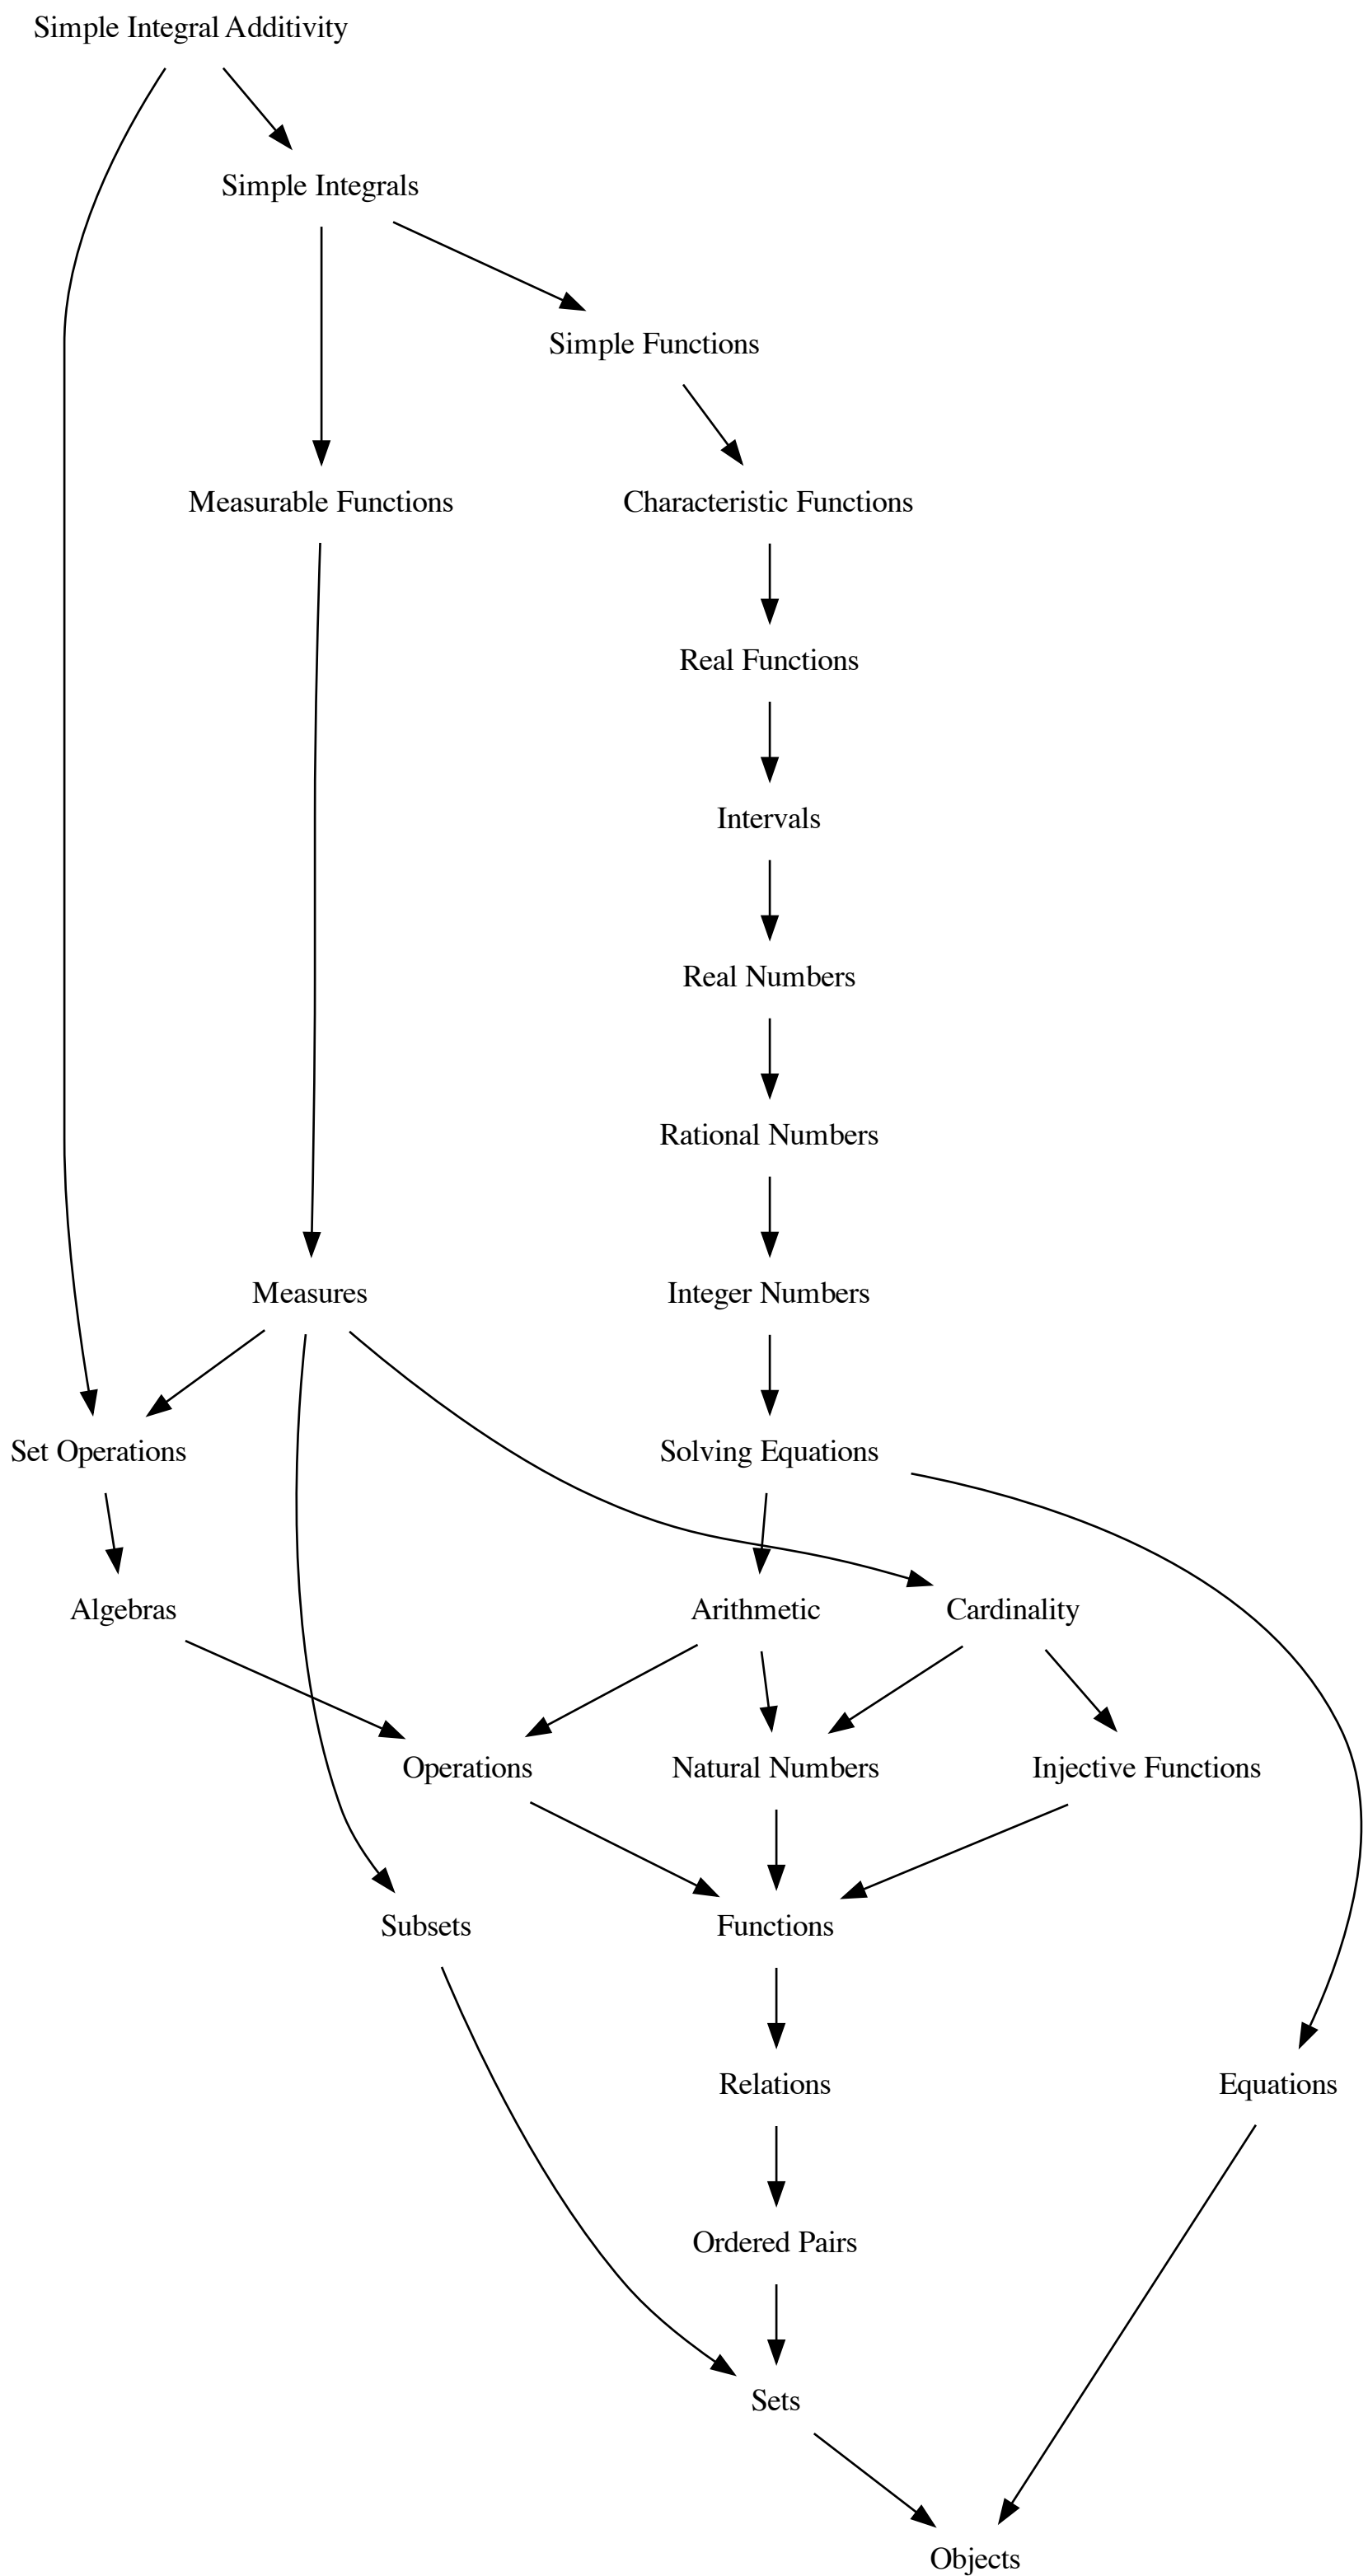 Simple Integral Additivity
Simple Integrals
Simple Functions
Measurable Functions
Characteristic Functions
Real Functions
Intervals
Real Numbers
Rational Numbers
Measures
Integer Numbers
Set Operations
Solving Equations
Algebras
Arithmetic
Cardinality
Operations
Natural Numbers
Injective Functions
Subsets
Functions
Relations
Equations
Ordered Pairs
Sets
Objects